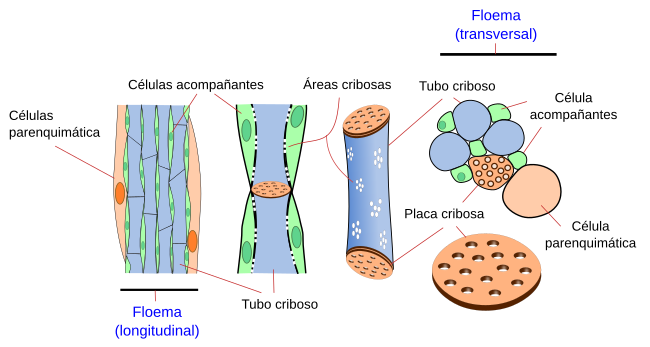 Floema
(transversal)
Células acompañantes
Áreas cribosas
Tubo criboso
Célula
acompañantes
Células
parenquimática
Placa cribosa
Célula
parenquimática
Tubo criboso
Floema
(longitudinal)